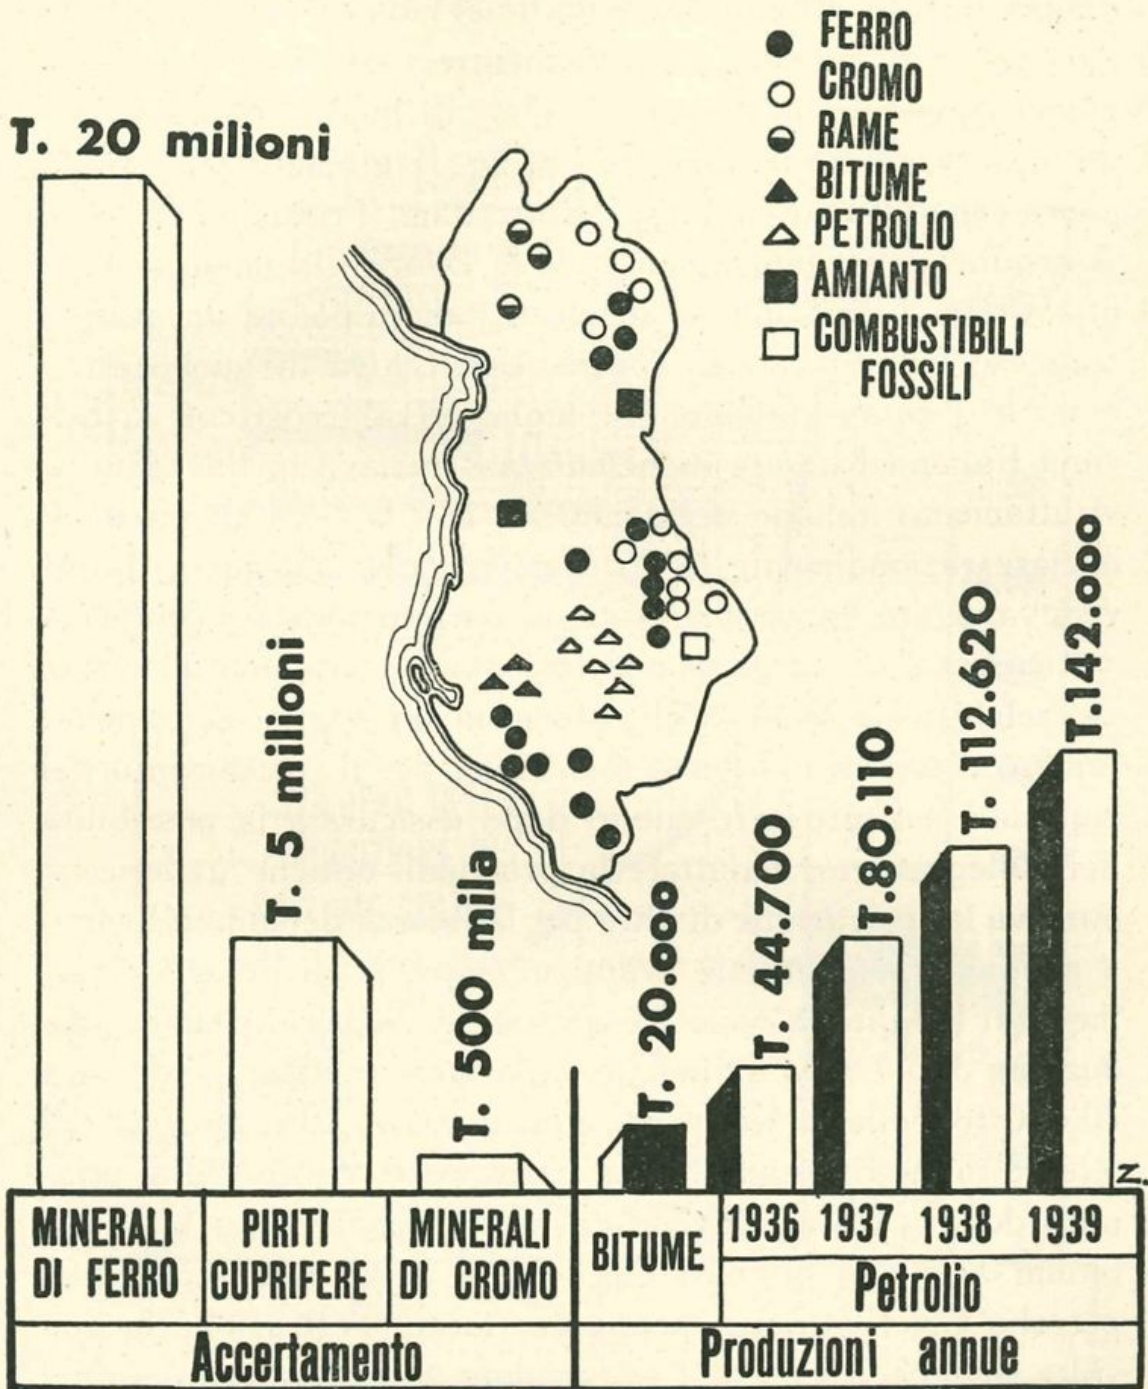 FERRO
CROMO
RAME
BITUME
PETROLIO
AMIANTO
COMBUSTIBILI
FOSSILI
T. 20 milioni
T. 5 milioni
T. 500 mila
T. 20.000
T. 44.700
T.80.110
T. 112.620
T.142.000
Z.
MINERALI
DI FERRO
PIRITI
CUPRIFERE
MINERALI
DI CROMO
BITUME
1936 1937 1938 1939
Petrolio
Accertamento
Produzioni annue